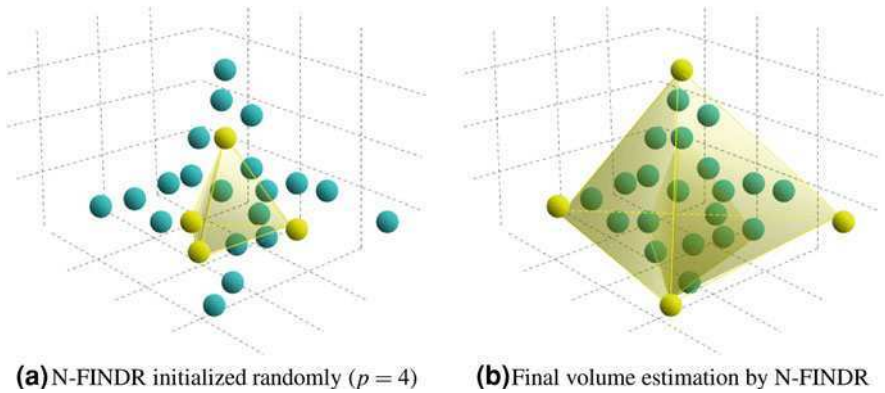 (a) N-FINDR initialized randomly (p = 4)
(b) Final volume estimation by N-FINDR